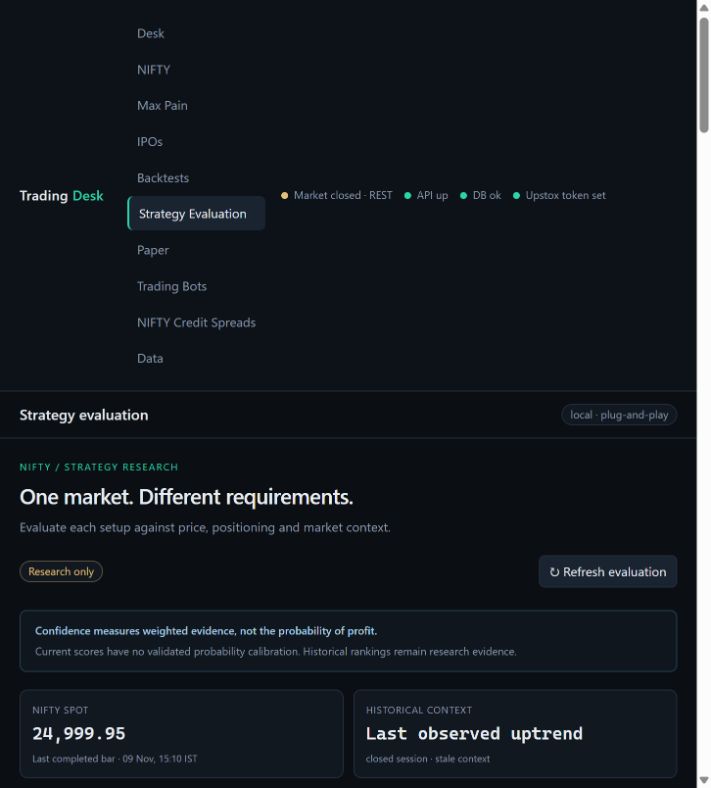 Desk
NIFTY
Max Pain
IPOs
Backtests
Trading Desk
Market closed · REST
API up
DB ok
Upstox token set
Strategy Evaluation
Paper
Trading Bots
NIFTY Credit Spreads
Data
Strategy evaluation
local · plug-and-play
NIFTY / STRATEGY RESEARCH
One market. Different requirements.
Evaluate each setup against price, positioning and market context.
Research only
↻ Refresh evaluation
Confidence measures weighted evidence, not the probability of profit.
Current scores have no validated probability calibration. Historical rankings remain research evidence.
NIFTY SPOT
24,999.95
Last completed bar · 09 Nov, 15:10 IST
HISTORICAL CONTEXT
Last observed uptrend
closed session · stale context